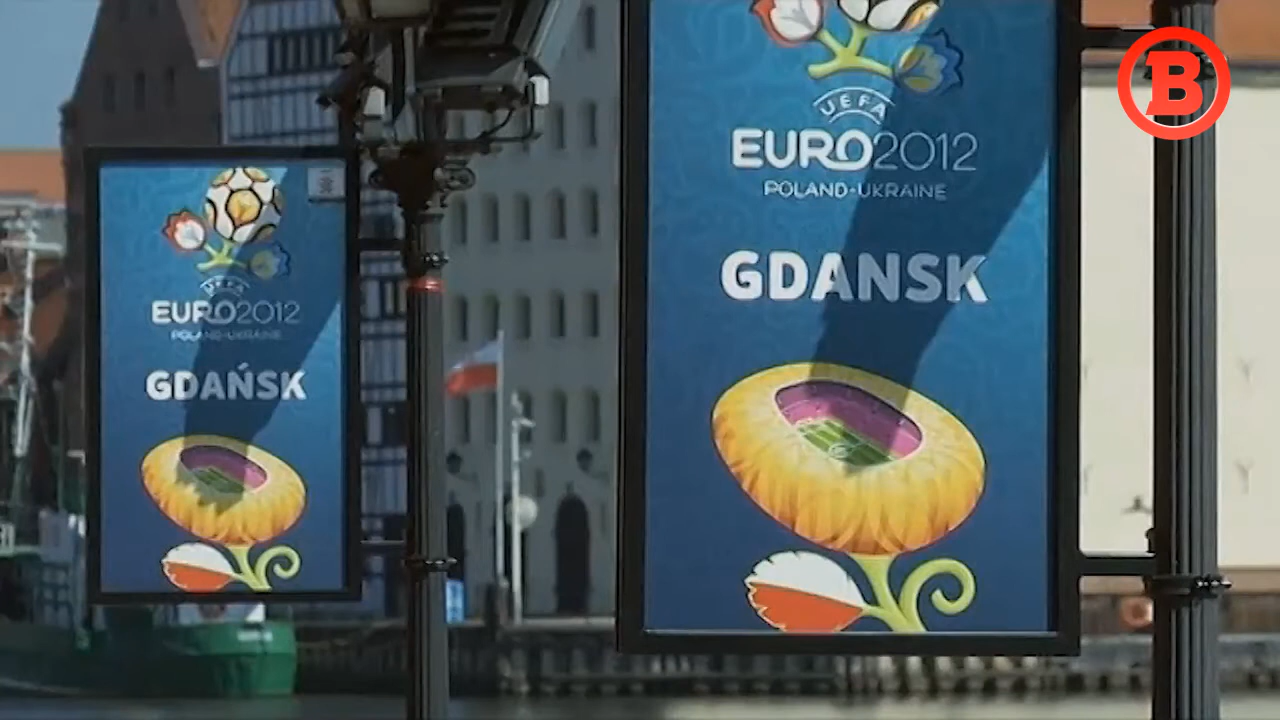 UEFA
EURO2012
POLAND-UKRAINE
GDAŃSK
UEFA
EURO2012
POLAND-UKRAINE
GDANSK
B